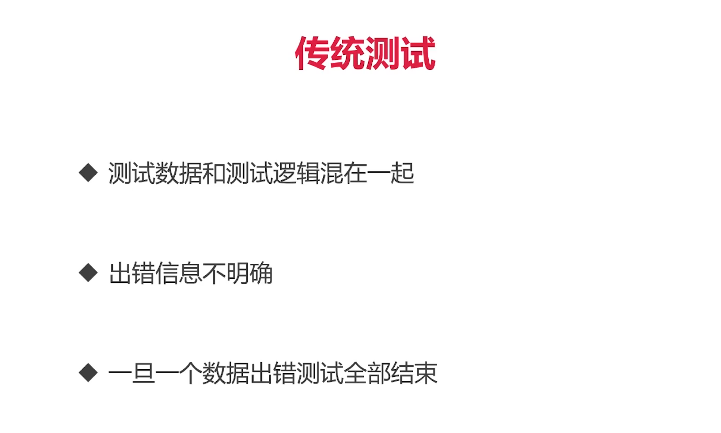 传统测试
◆ 测试数据和测试逻辑混在一起
◆ 出错信息不明确
◆ 一旦一个数据出错测试全部结束